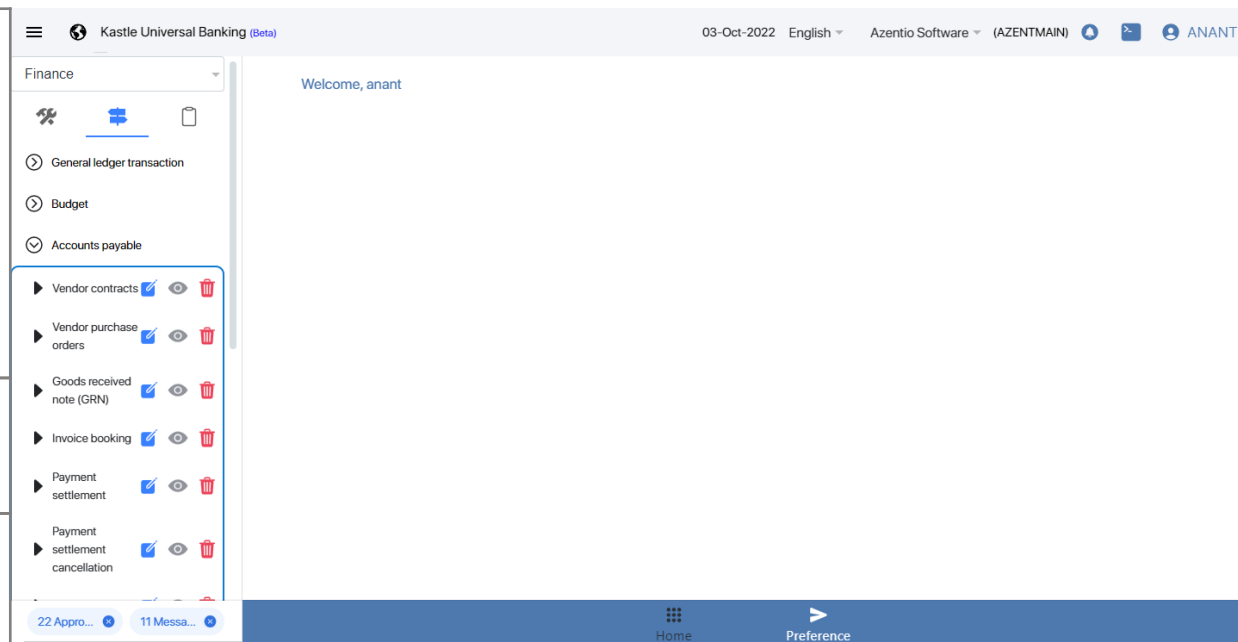 Kastle Universal Banking (Beta)
03-Oct-2022 English Azentio Software (AZENTMAIN) ANANT
Finance
Welcome, anant
General ledger transaction
Budget
Accounts payable
Vendor contracts
Vendor purchase
orders
Goods received
note (GRN)
Invoice booking
Payment
settlement
Payment
settlement
cancellation
22 Appro... 11 Messa...
Home Preference